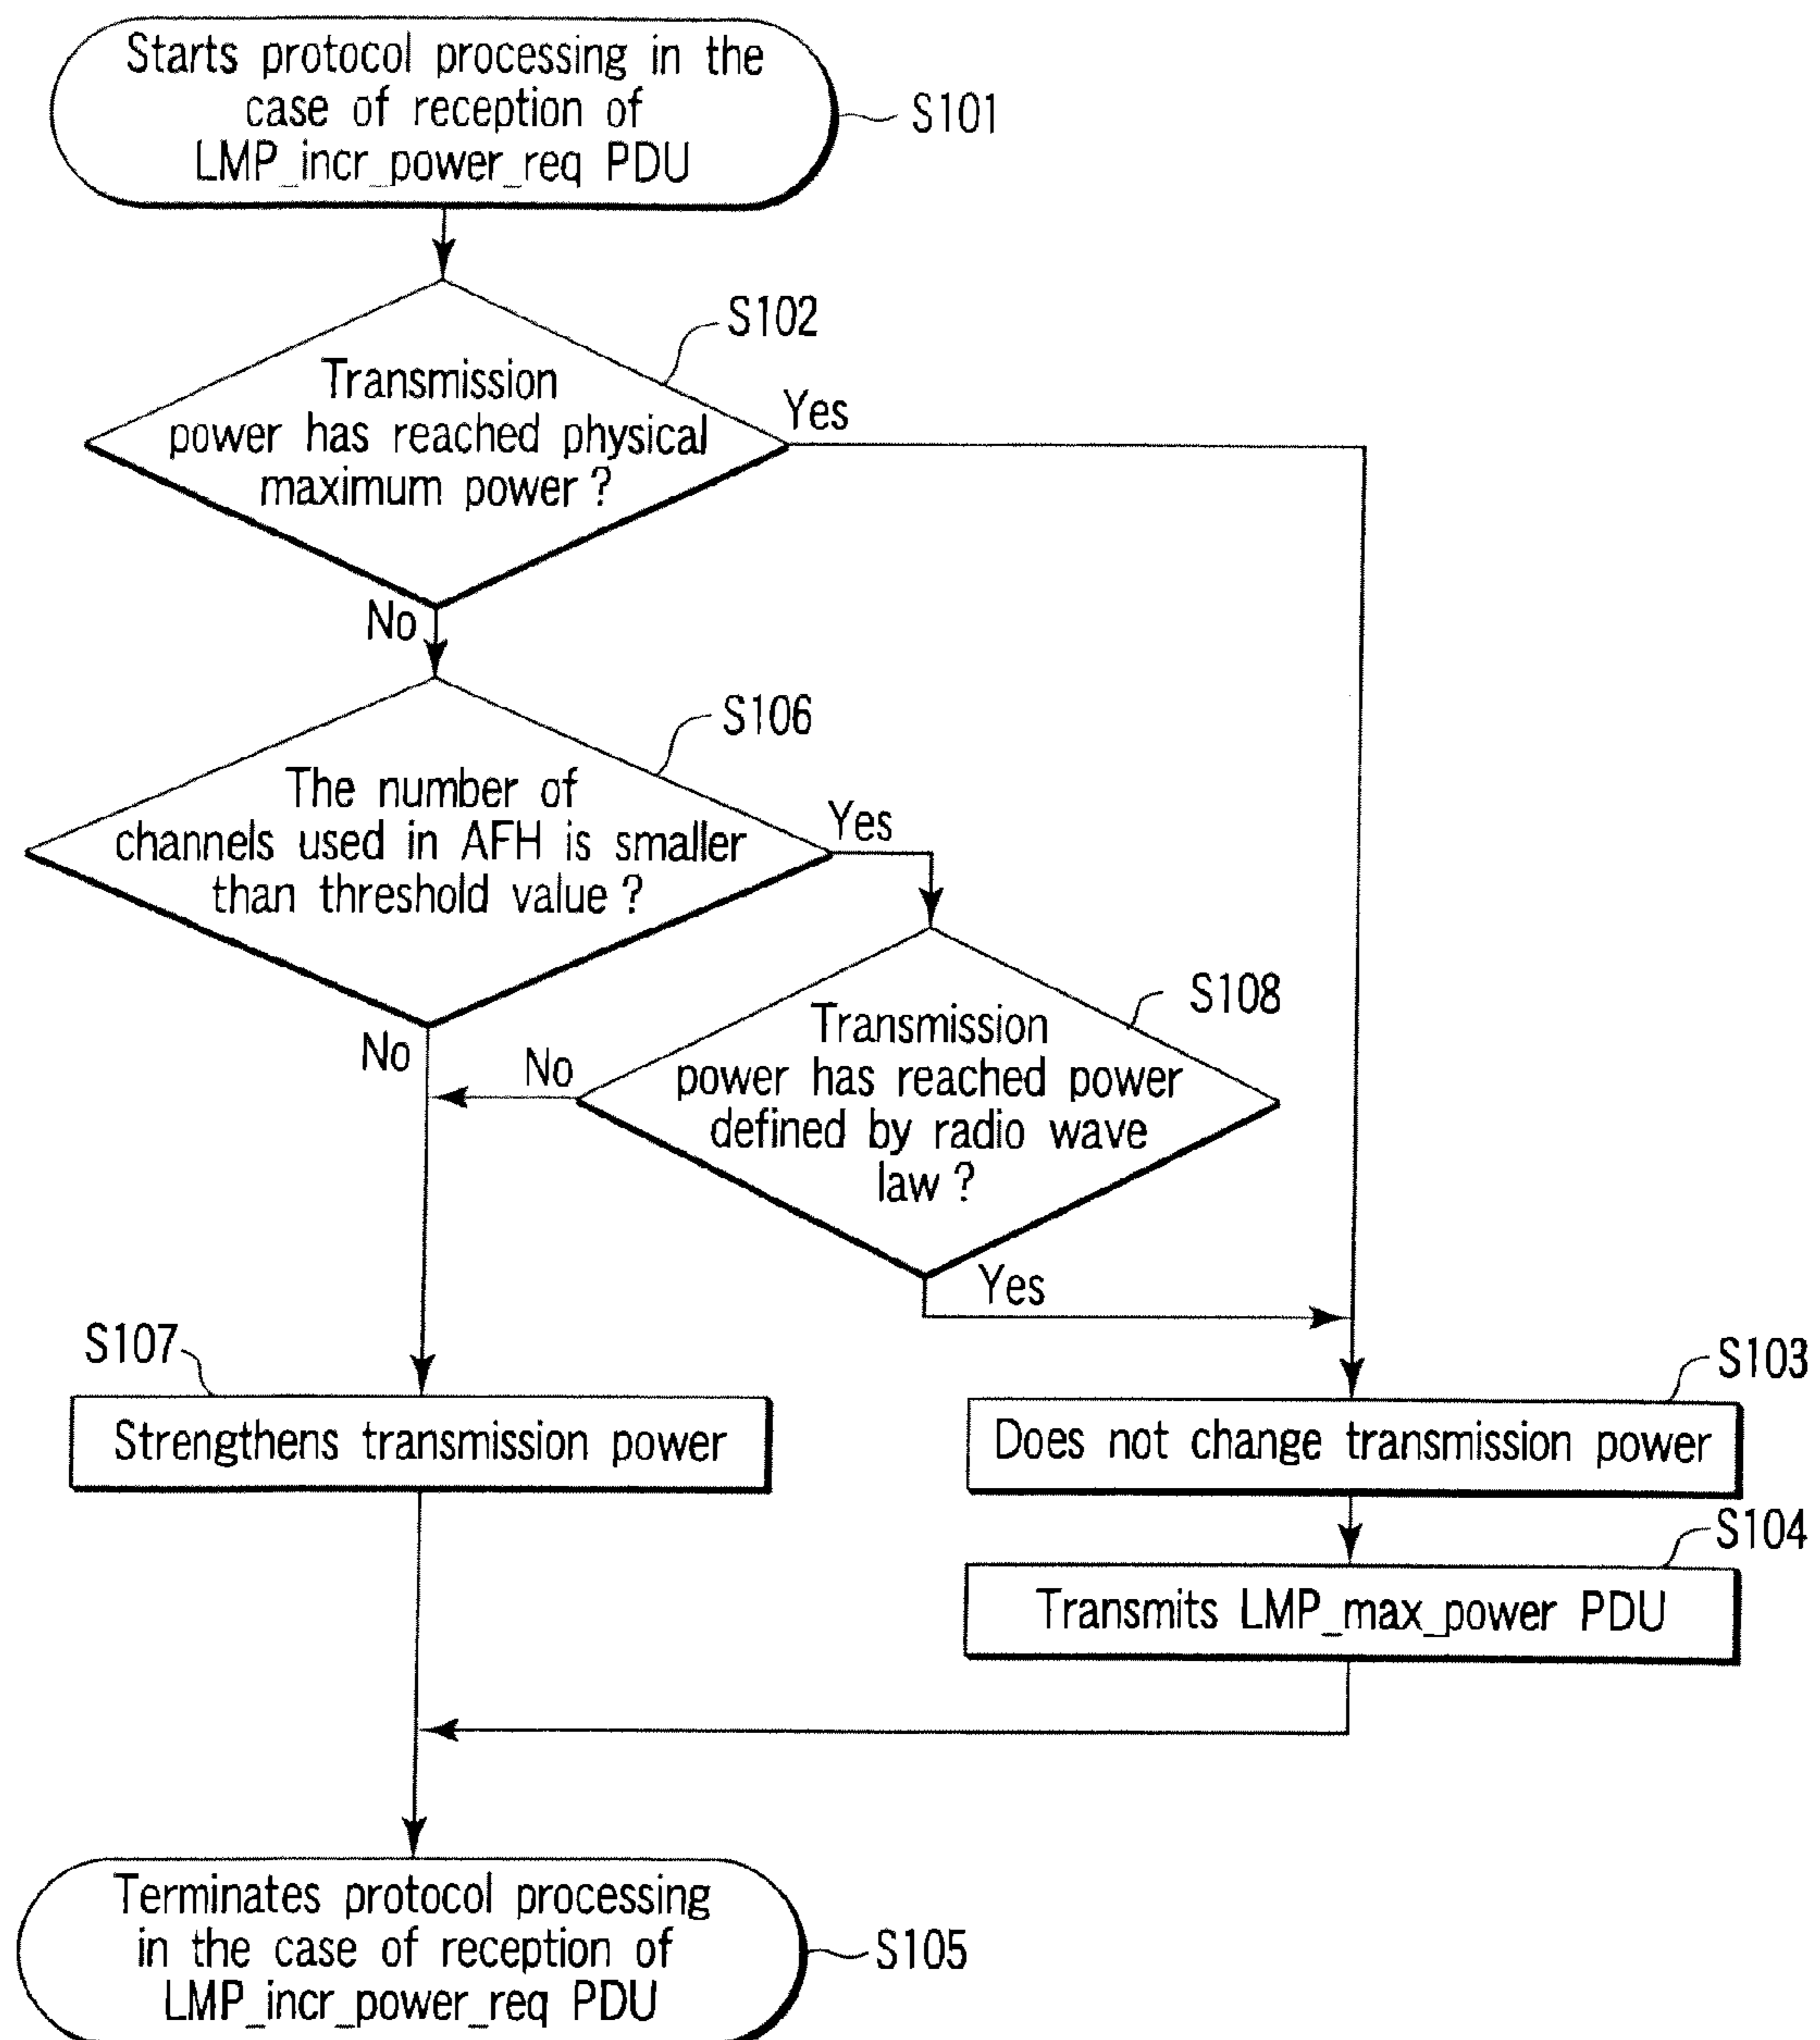 Starts protocol processing in the
case of reception of
LMP_incr_power_req PDU
S101
S102
Transmission
power has reached physical
maximum power ?
Yes
No
S106
The number of
channels used in AFH is smaller
than threshold value ?
Yes
No
S108
Transmission
power has reached power
defined by radio wave
law ?
No
Yes
S107
Strengthens transmission power
S103
Does not change transmission power
S104
Transmits LMP_max_power PDU
Terminates protocol processing
in the case of reception of
LMP_incr_power_req PDU
S105